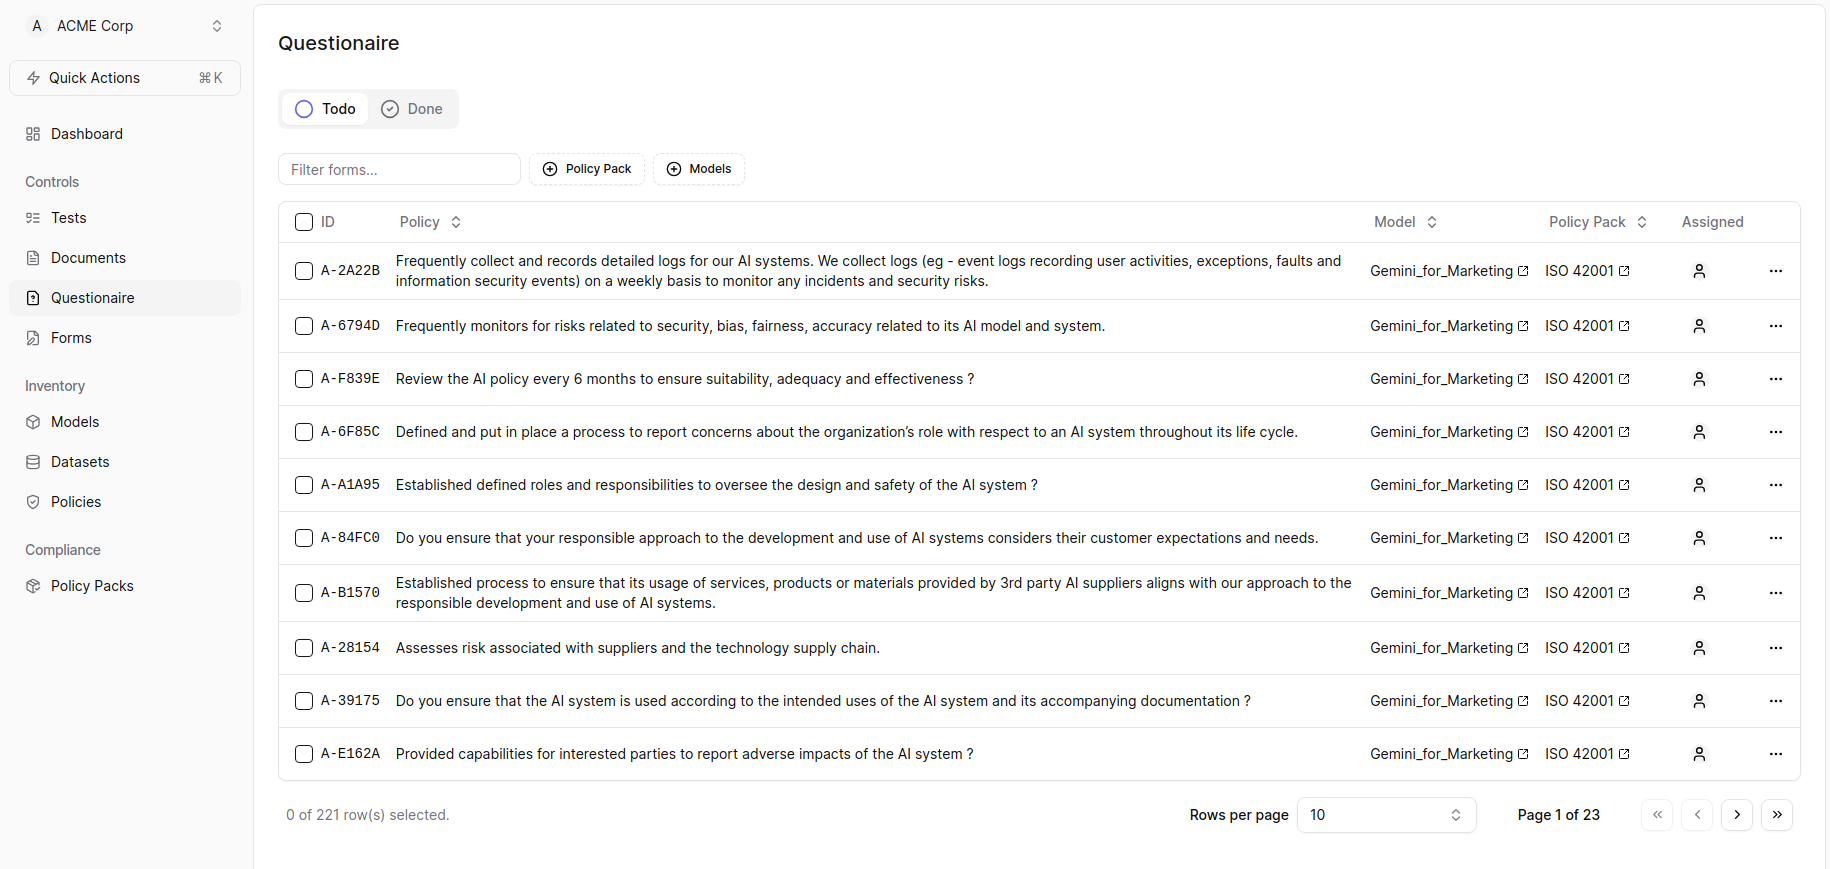 A ACME Corp
Quick Actions ⌘ K
Dashboard
Controls
Tests
Documents
Questionaire
Forms
Inventory
Models
Datasets
Policies
Compliance
Policy Packs
Questionaire
Todo Done
Filter forms... Policy Pack Models
ID Policy Model Policy Pack Assigned
A-2A22B Frequently collect and records detailed logs for our AI systems. We collect logs (eg - event logs recording user activities, exceptions, faults and
information security events) on a weekly basis to monitor any incidents and security risks. Gemini_for_Marketing ISO 42001
A-6794D Frequently monitors for risks related to security, bias, fairness, accuracy related to its AI model and system. Gemini_for_Marketing ISO 42001
A-F839E Review the AI policy every 6 months to ensure suitability, adequacy and effectiveness ? Gemini_for_Marketing ISO 42001
A-6F85C Defined and put in place a process to report concerns about the organization’s role with respect to an AI system throughout its life cycle. Gemini_for_Marketing ISO 42001
A-A1A95 Established defined roles and responsibilities to oversee the design and safety of the AI system ? Gemini_for_Marketing ISO 42001
A-84FC0 Do you ensure that your responsible approach to the development and use of AI systems considers their customer expectations and needs. Gemini_for_Marketing ISO 42001
A-B1570 Established process to ensure that its usage of services, products or materials provided by 3rd party AI suppliers aligns with our approach to the
responsible development and use of AI systems. Gemini_for_Marketing ISO 42001
A-28154 Assesses risk associated with suppliers and the technology supply chain. Gemini_for_Marketing ISO 42001
A-39175 Do you ensure that the AI system is used according to the intended uses of the AI system and its accompanying documentation ? Gemini_for_Marketing ISO 42001
A-E162A Provided capabilities for interested parties to report adverse impacts of the AI system ? Gemini_for_Marketing ISO 42001
0 of 221 row(s) selected. Rows per page 10 Page 1 of 23